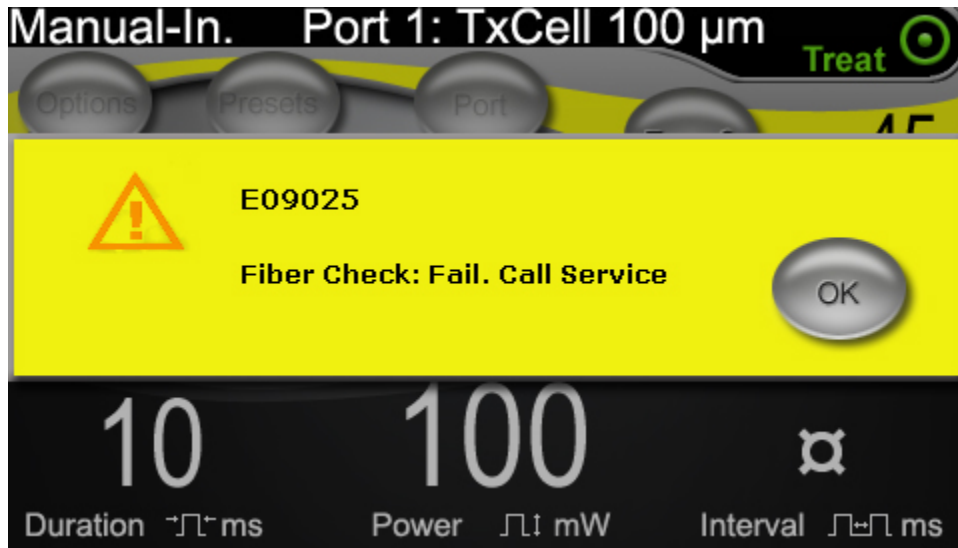 Manual-In. Port 1: TxCell 100 µm
Treat
Options Presets Port
E09025
Fiber Check: Fail. Call Service
OK
10 100 ¤
Duration ms Power mW Interval ms